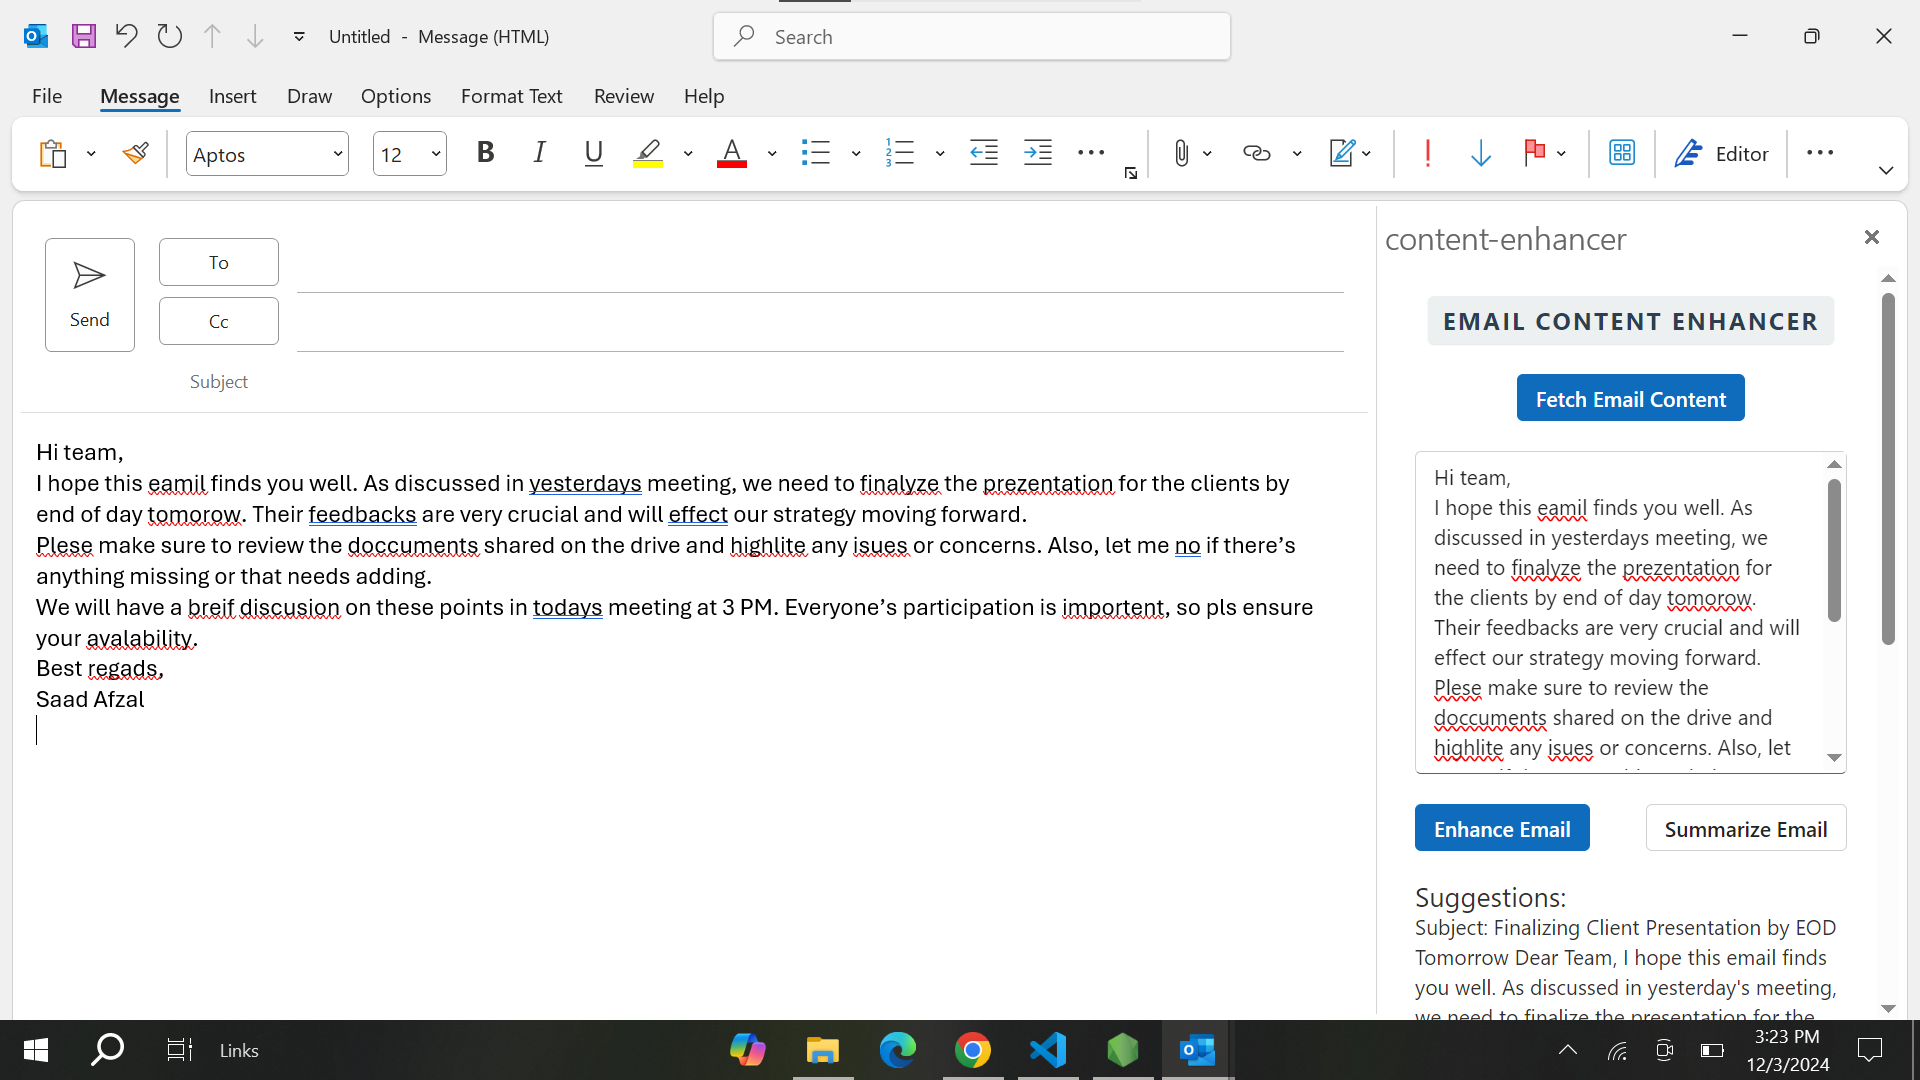 Untitled - Message (HTML)
Search
File Message Insert Draw Options Format Text Review Help
Aptos 12 B I U A Editor
Send
To
Cc
Subject
Hi team,
I hope this eamil finds you well. As discussed in yesterdays meeting, we need to finalyze the prezentation for the clients by
end of day tomorow. Their feedbacks are very crucial and will effect our strategy moving forward.
Plese make sure to review the doccuments shared on the drive and highlite any isues or concerns. Also, let me no if there’s
anything missing or that needs adding.
We will have a breif discusion on these points in todays meeting at 3 PM. Everyone’s participation is importent, so pls ensure
your avalability.
Best regads,
Saad Afzal
content-enhancer
EMAIL CONTENT ENHANCER
Fetch Email Content
Hi team,
I hope this eamil finds you well. As
discussed in yesterdays meeting, we
need to finalyze the prezentation for
the clients by end of day tomorow.
Their feedbacks are very crucial and will
effect our strategy moving forward.
Plese make sure to review the
doccuments shared on the drive and
highlite any isues or concerns. Also, let
Enhance Email
Summarize Email
Suggestions:
Subject: Finalizing Client Presentation by EOD
Tomorrow Dear Team, I hope this email finds
you well. As discussed in yesterday's meeting,
we need to finalize the presentation for the
Links
3:23 PM
12/3/2024